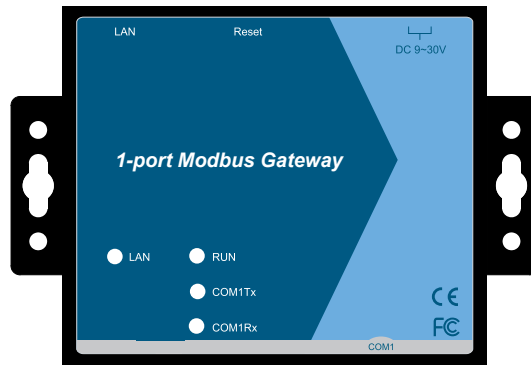 LAN
Reset
DC 9~30V
1-port Modbus Gateway
LAN
RUN
COM1Tx
COM1Rx
CE
FC
COM1